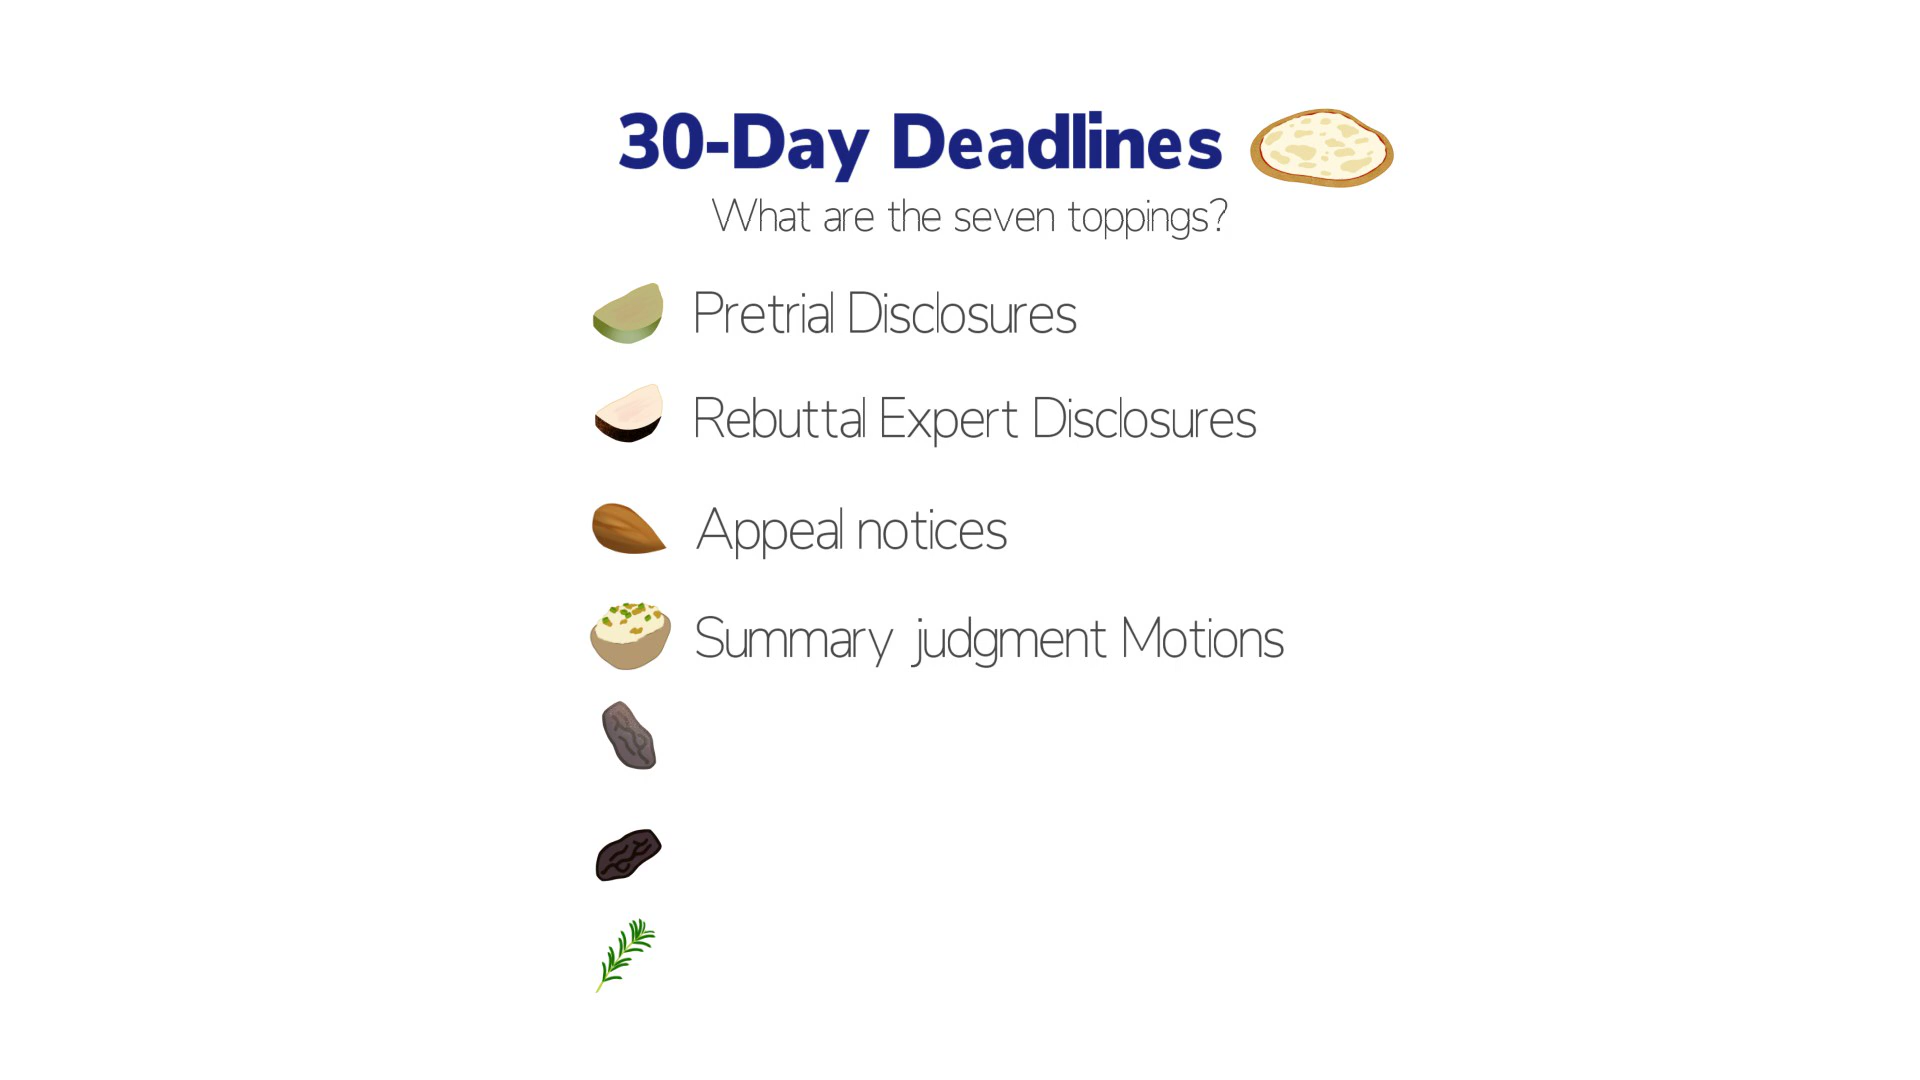 30-Day Deadlines
What are the seven toppings?
Pretrial Disclosures
Rebuttal Expert Disclosures
Appeal notices
Summary judgment Motions